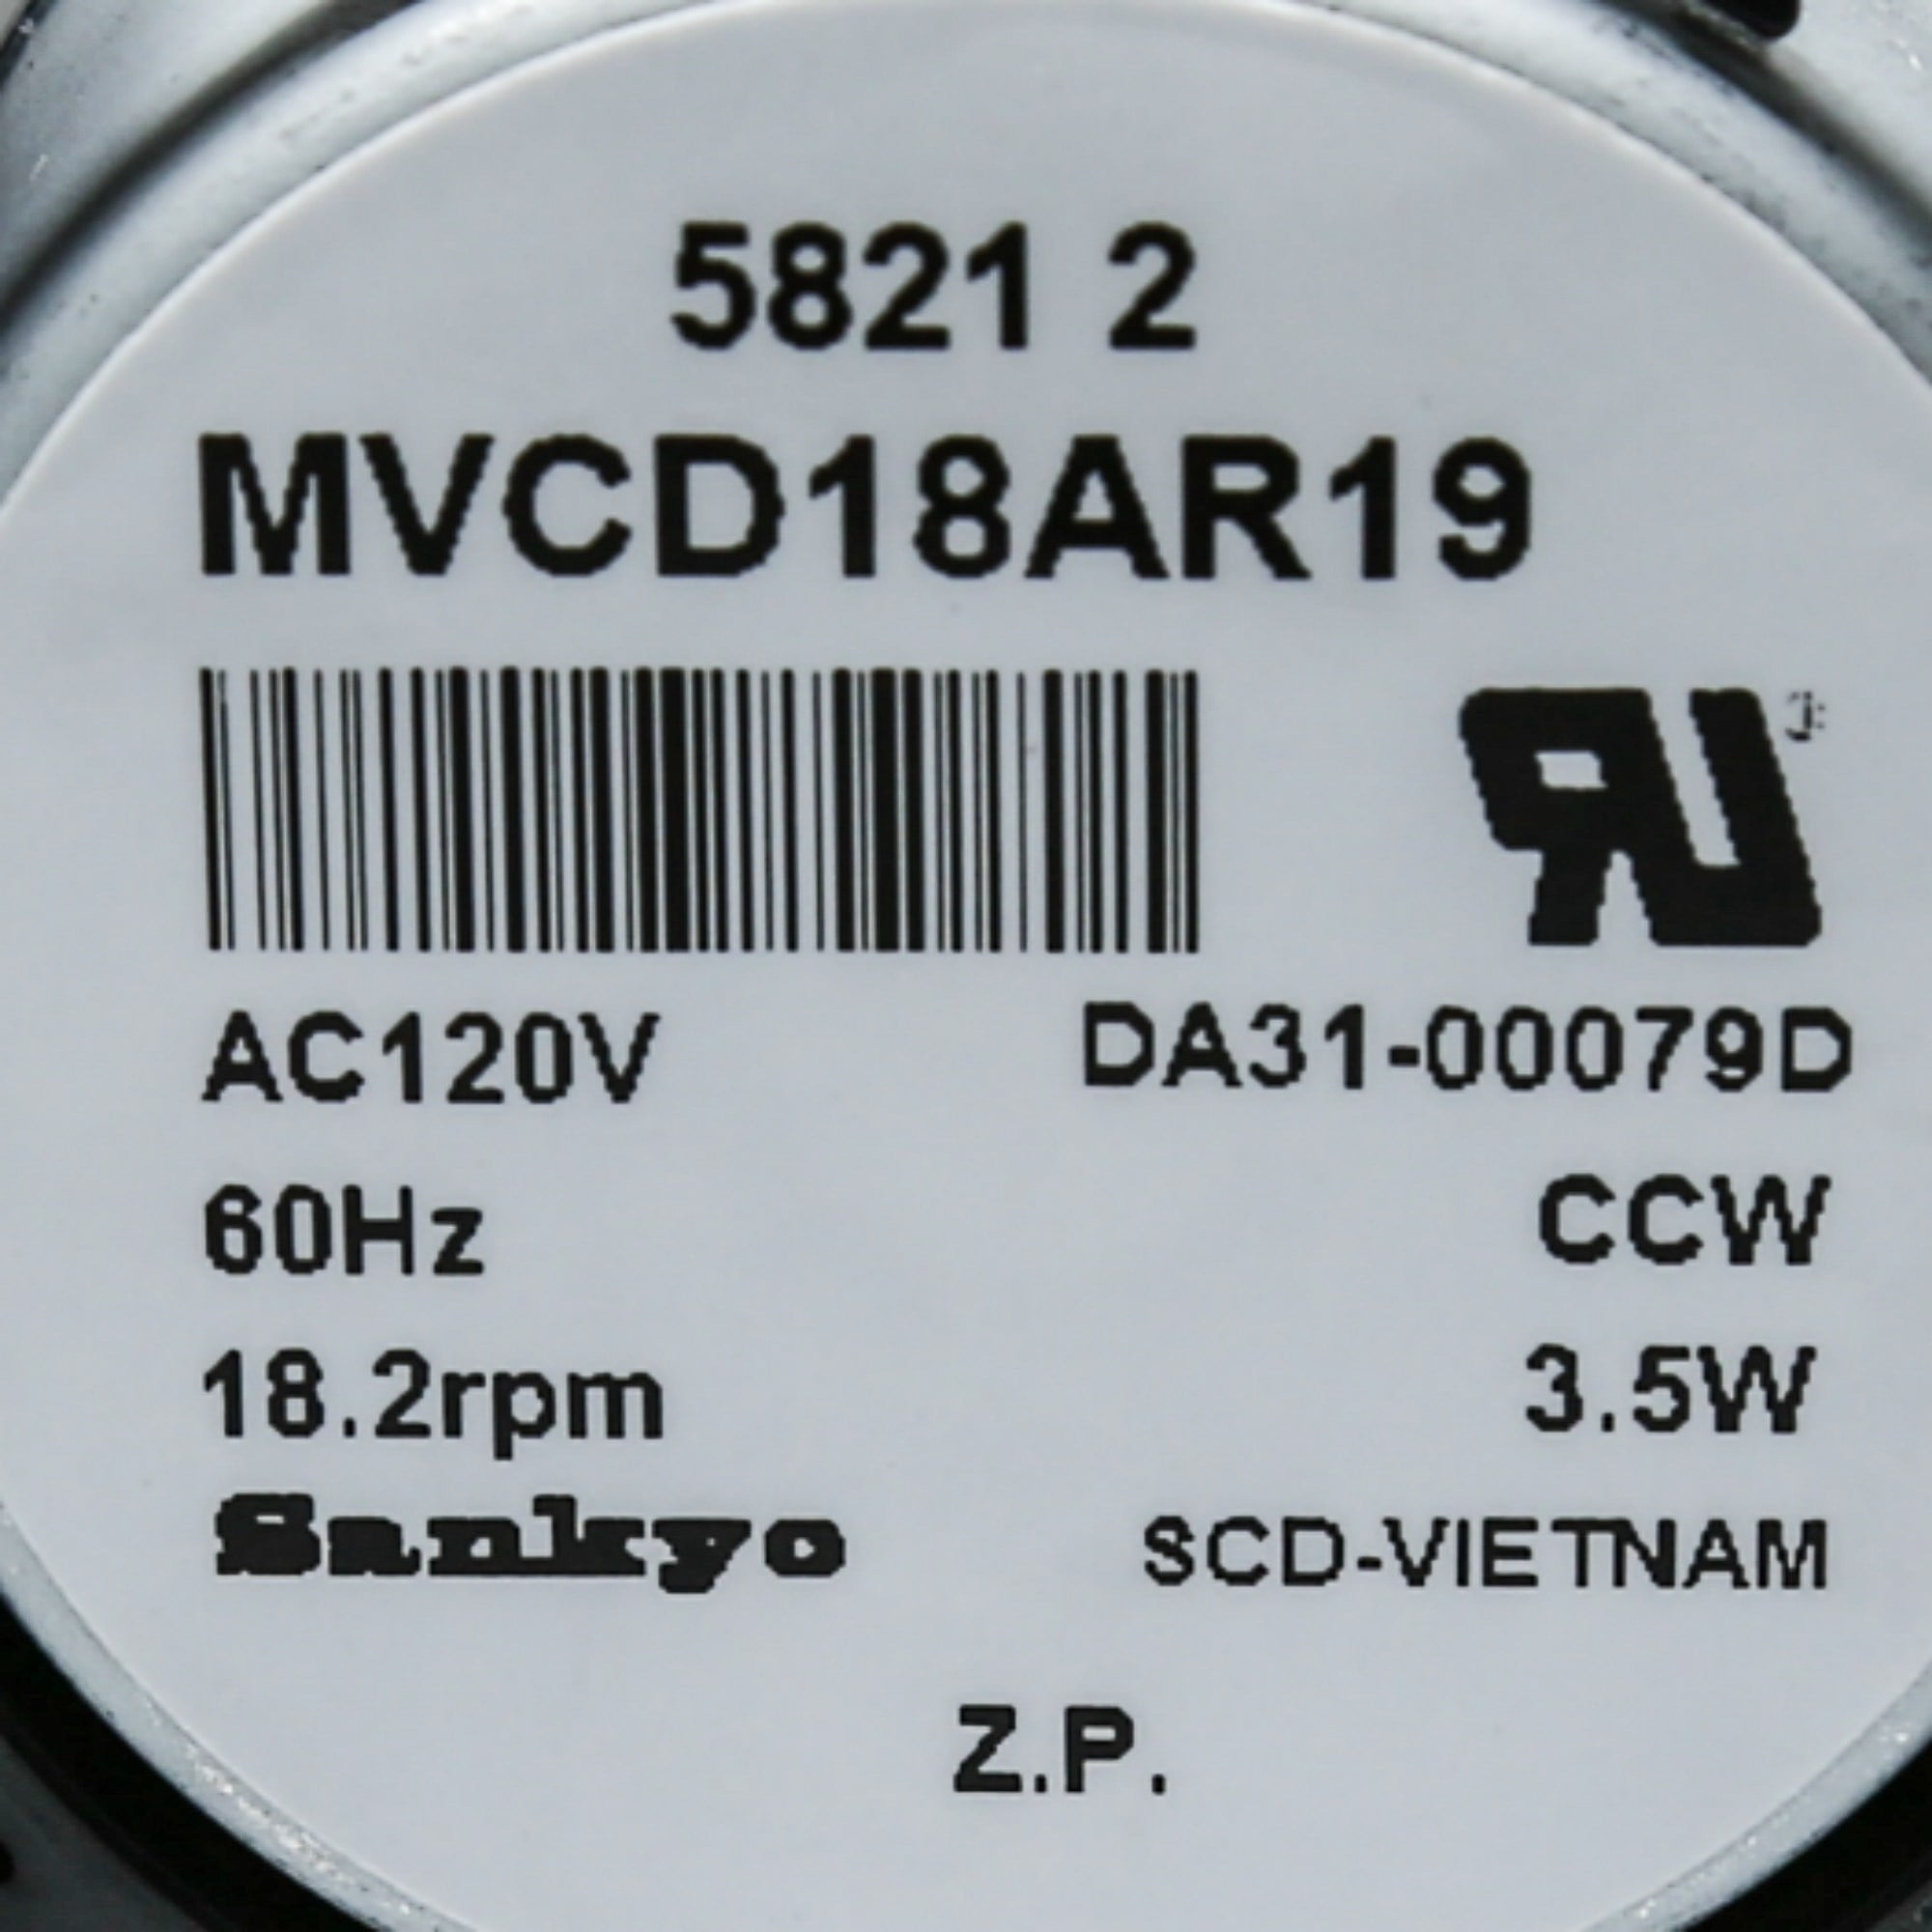 5821 2
MVCD18AR19
AC120V DA31-00079D
60Hz CCW
18.2rpm 3.5W
Sankyo SCD-VIETNAM
Z.P.